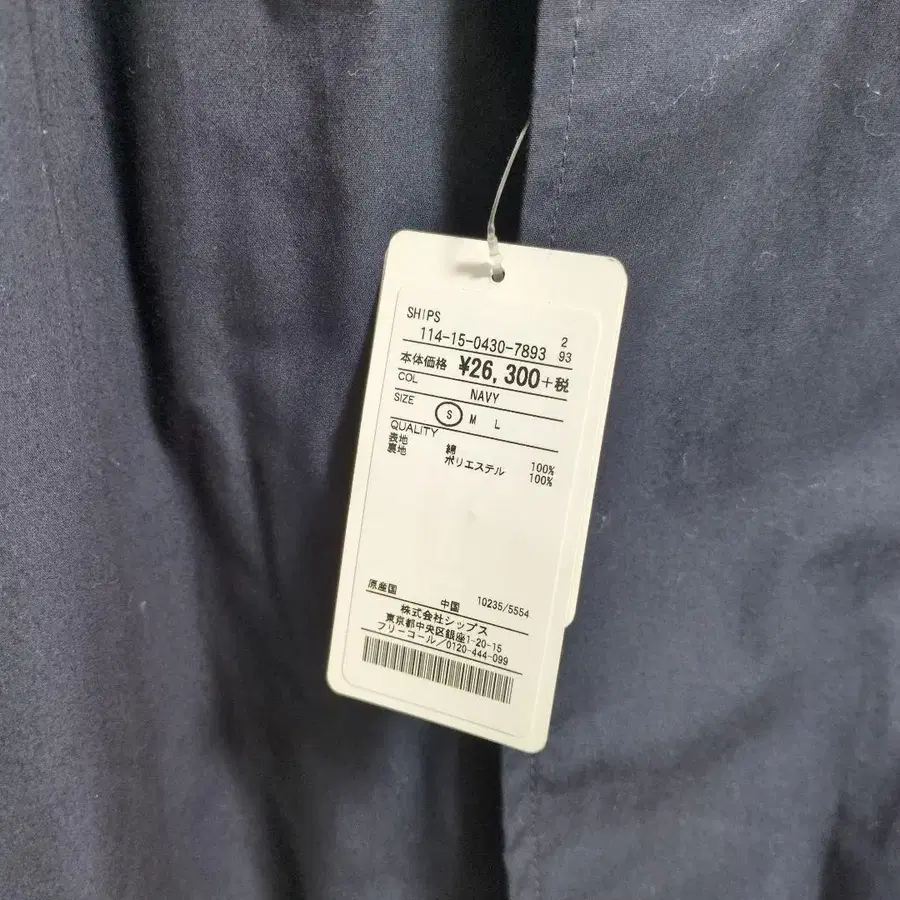 SHIPS
114-15-0430-7893 2
93
本体価格 ¥26,300+税
COL NAVY
SIZE S M L
QUALITY
表地 綿 100%
裏地 ポリエステル 100%
原産国 中国 10235/5554
株式会社シップス
東京都中央区銀座1-20-15
フリーコール/0120-444-099